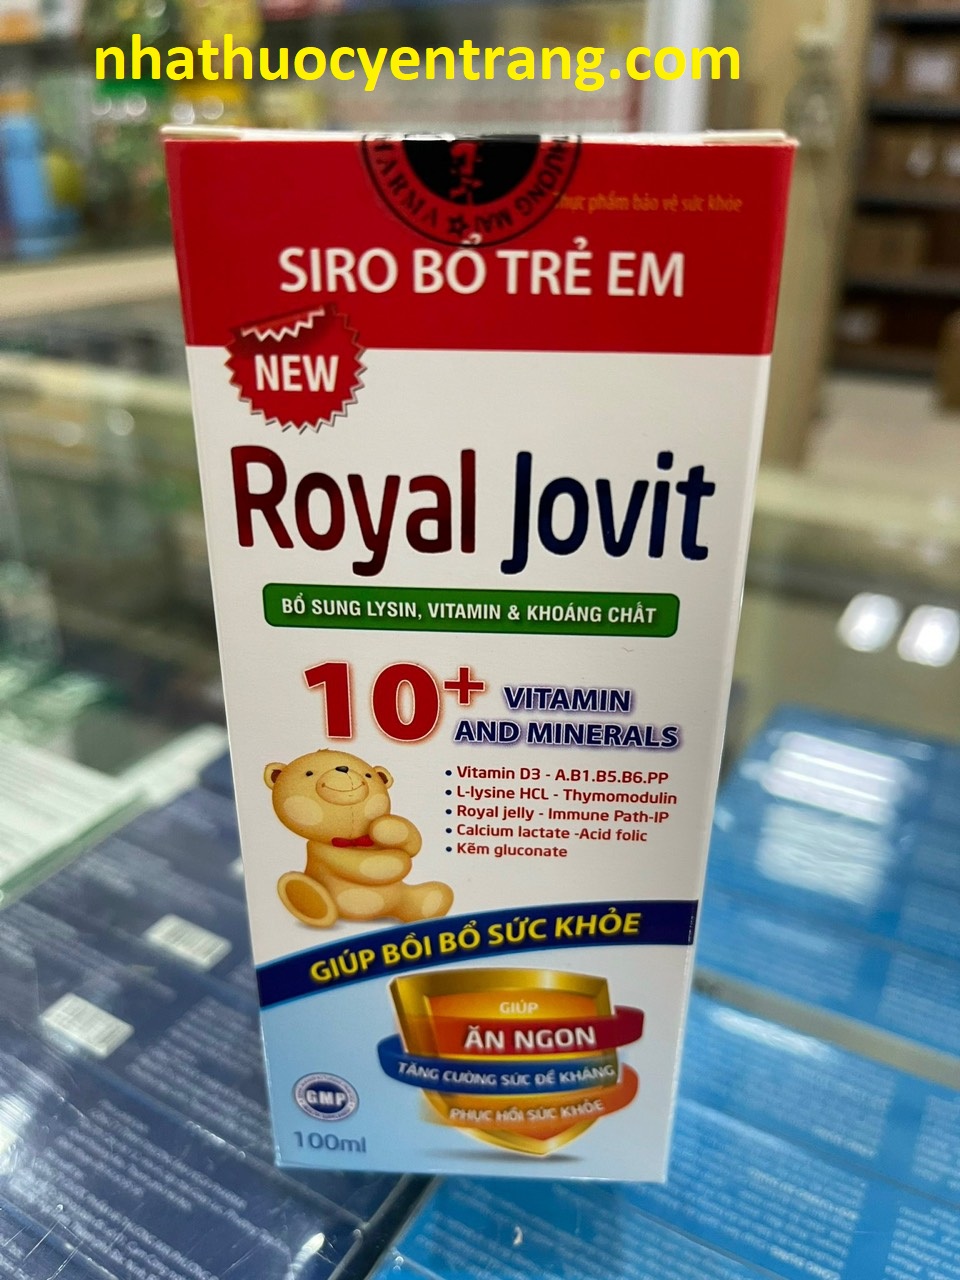 nhathuocyentrang.com
PHARMA
THƯƠNG MẠI
Thực phẩm bảo vệ sức khỏe
SIRO BỔ TRẺ EM
NEW
Royal Jovit
BỔ SUNG LYSIN, VITAMIN & KHOÁNG CHẤT
10+ VITAMIN
AND MINERALS
• Vitamin D3 - A.B1.B5.B6.PP
• L-lysine HCL - Thymomodulin
• Royal jelly - Immune Path-IP
• Calcium lactate -Acid folic
• Kẽm gluconate
GIÚP BỒI BỔ SỨC KHỎE
GIÚP
ĂN NGON
TĂNG CƯỜNG SỨC ĐỀ KHÁNG
PHỤC HỒI SỨC KHỎE
GMP
100ml